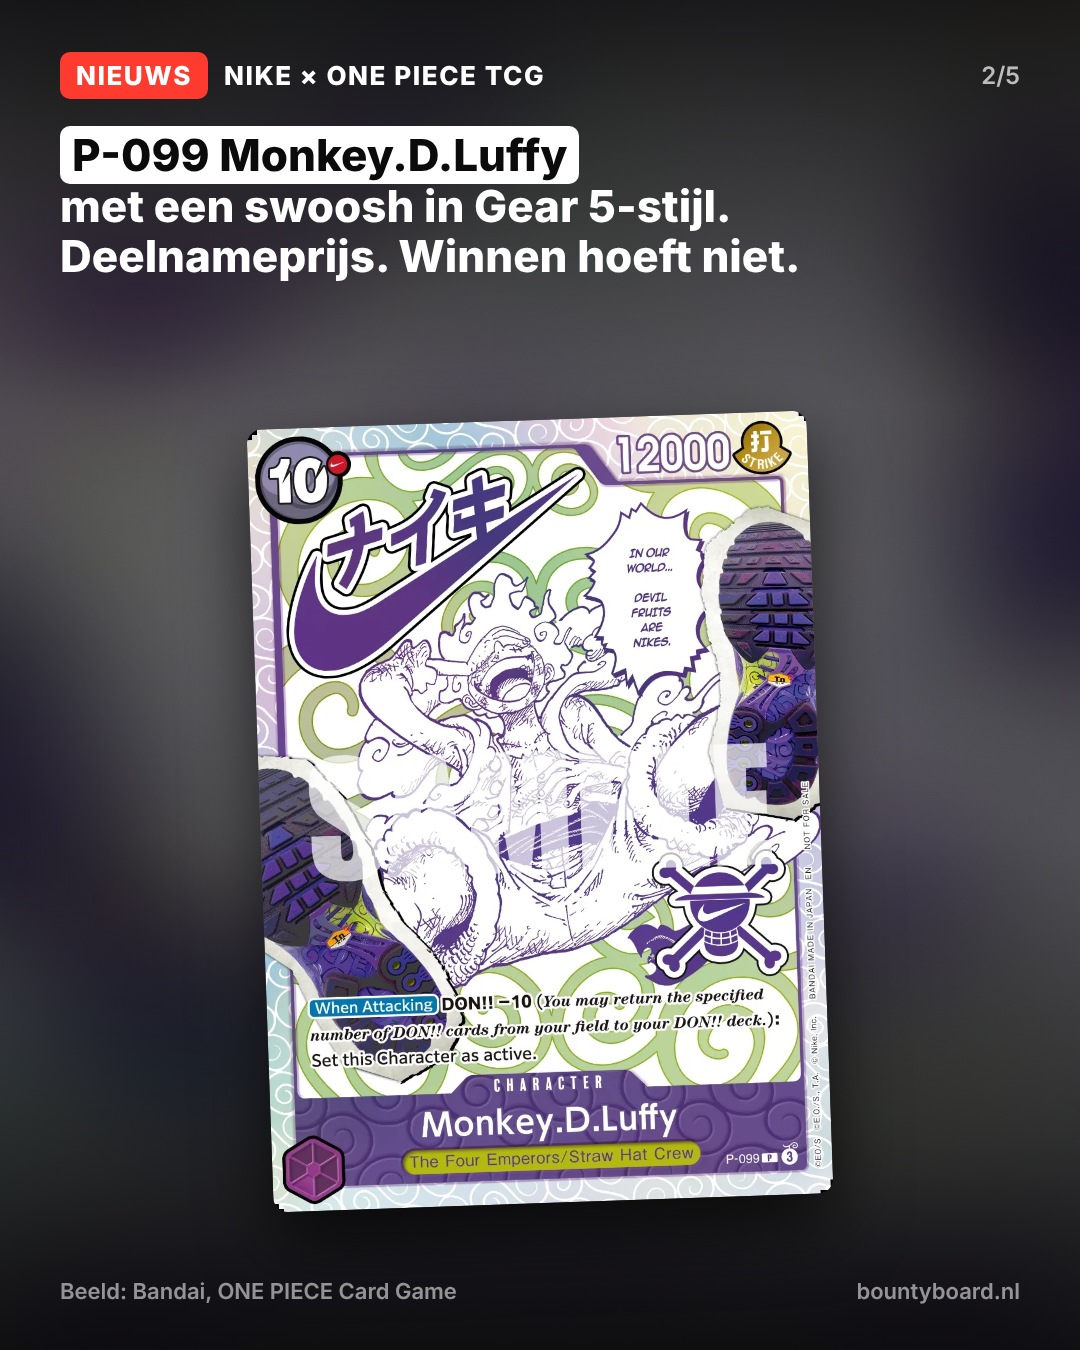 NIEUWS NIKE × ONE PIECE TCG 2/5
P-099 Monkey.D.Luffy
met een swoosh in Gear 5-stijl.
Deelnameprijs. Winnen hoeft niet.
10 12000 打
STRIKE
ナイキ
IN OUR
WORLD...
DEVIL
FRUITS
ARE
NIKES.
NOT FOR SALE
EN
BANDAI MADE IN JAPAN
© Nike, Inc.
When Attacking DON!! −10 (You may return the specified
number of DON!! cards from your field to your DON!! deck.):
Set this Character as active.
CHARACTER
Monkey.D.Luffy
The Four Emperors/Straw Hat Crew
P-099 P 3
Beeld: Bandai, ONE PIECE Card Game bountyboard.nl